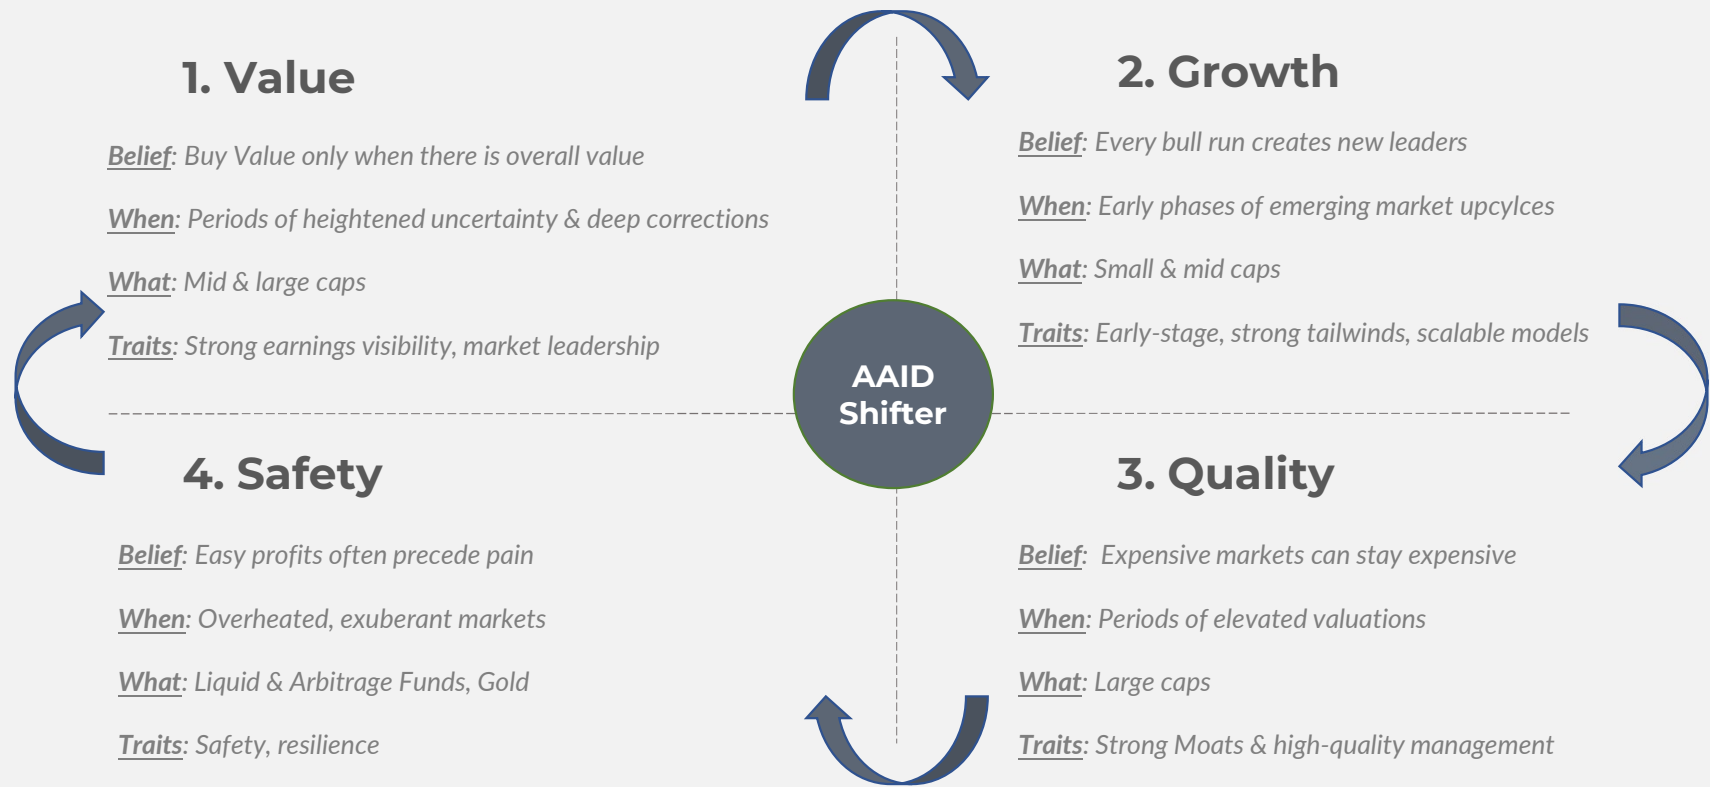 1. Value
Belief: Buy Value only when there is overall value
When: Periods of heightened uncertainty & deep corrections
What: Mid & large caps
Traits: Strong earnings visibility, market leadership
2. Growth
Belief: Every bull run creates new leaders
When: Early phases of emerging market upcylces
What: Small & mid caps
Traits: Early-stage, strong tailwinds, scalable models
AAID
Shifter
3. Quality
Belief: Expensive markets can stay expensive
When: Periods of elevated valuations
What: Large caps
Traits: Strong Moats & high-quality management
4. Safety
Belief: Easy profits often precede pain
When: Overheated, exuberant markets
What: Liquid & Arbitrage Funds, Gold
Traits: Safety, resilience